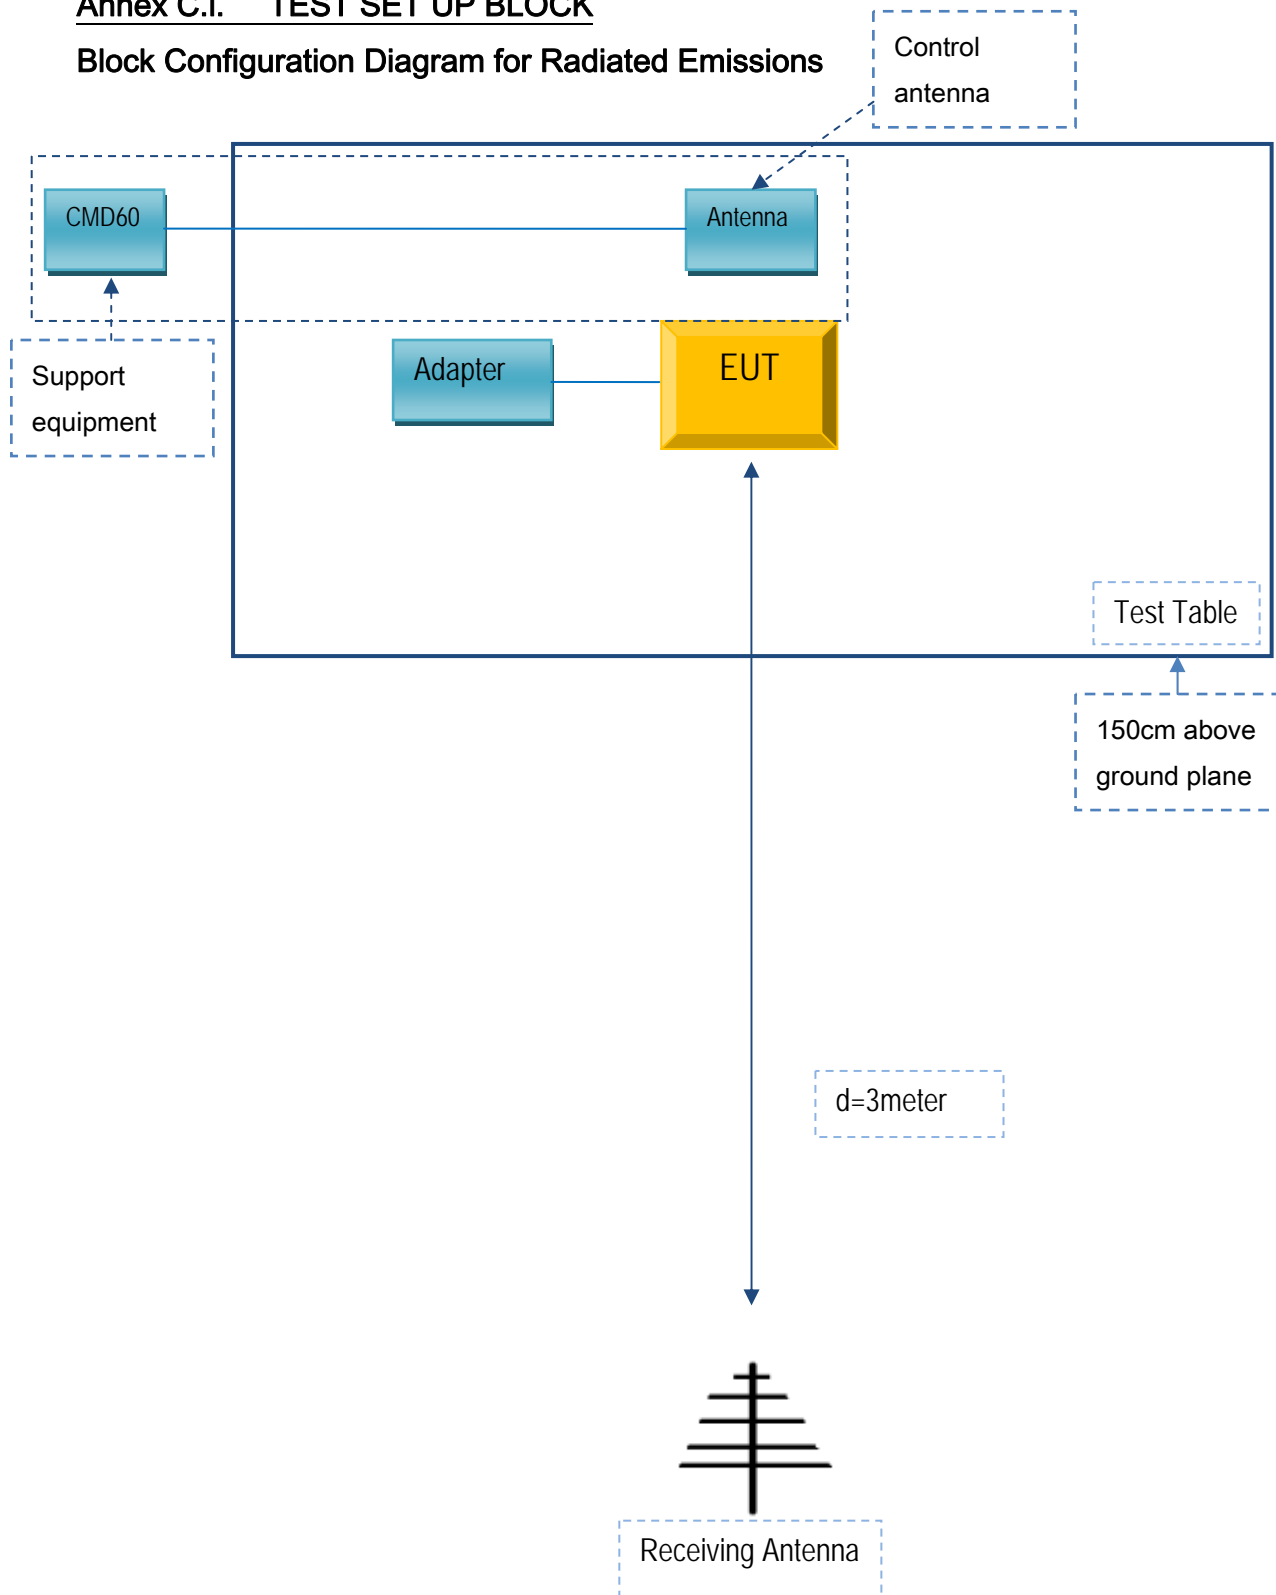 Annex C.i. TEST SET UP BLOCK
Block Configuration Diagram for Radiated Emissions
Control
antenna
CMD60
Antenna
Support
equipment
Adapter
EUT
Test Table
150cm above
ground plane
d=3meter
Receiving Antenna